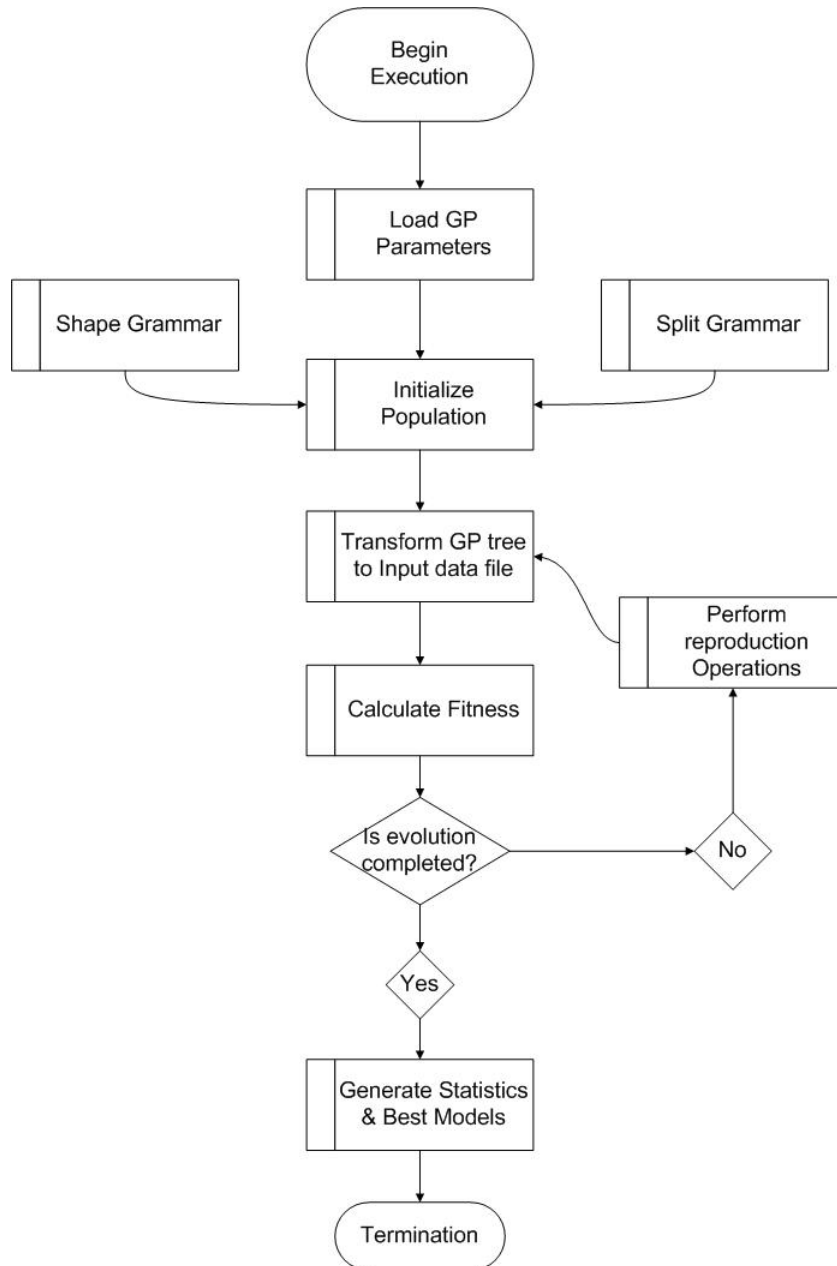 Begin
Execution
Load GP
Parameters
Shape Grammar
Split Grammar
Initialize
Population
Transform GP tree
to Input data file
Perform
reproduction
Operations
Calculate Fitness
Is evolution
completed?
No
Yes
Generate Statistics
& Best Models
Termination